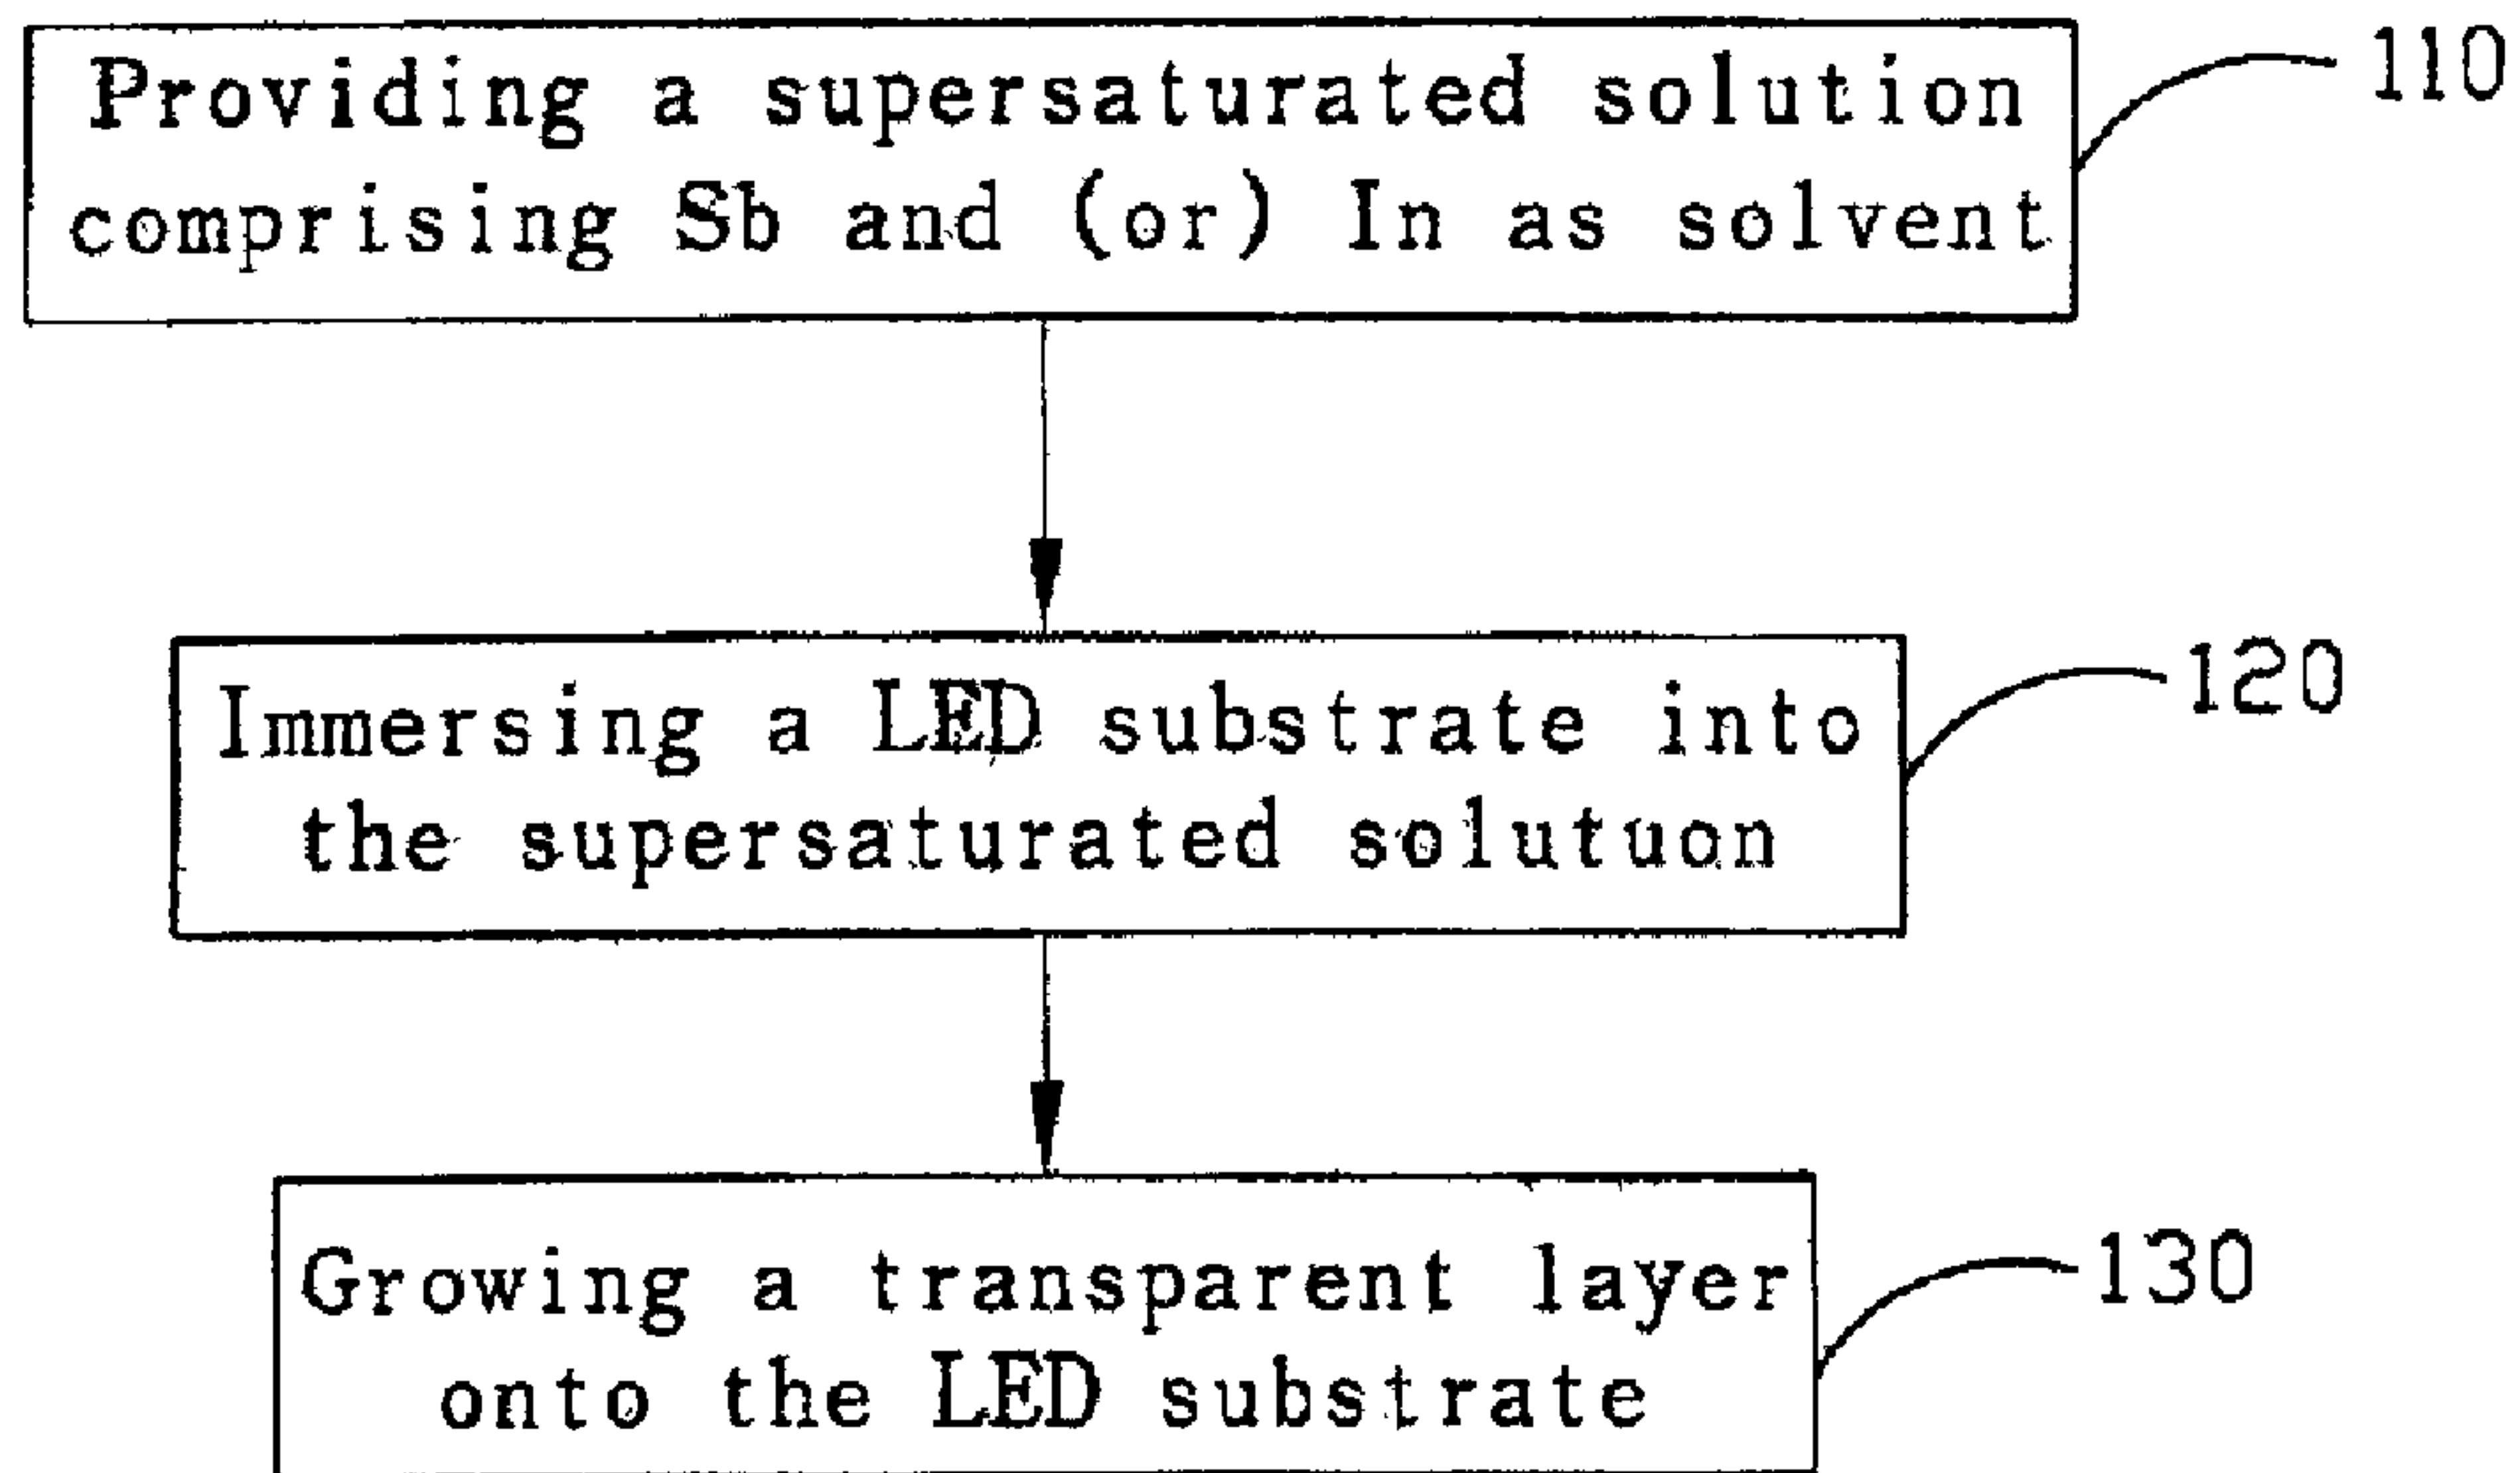 Providing a supersaturated solution
comprising Sb and (or) In as solvent
110
Immersing a LED substrate into
the supersaturated solutuon
120
Growing a transparent layer
onto the LED substrate
130